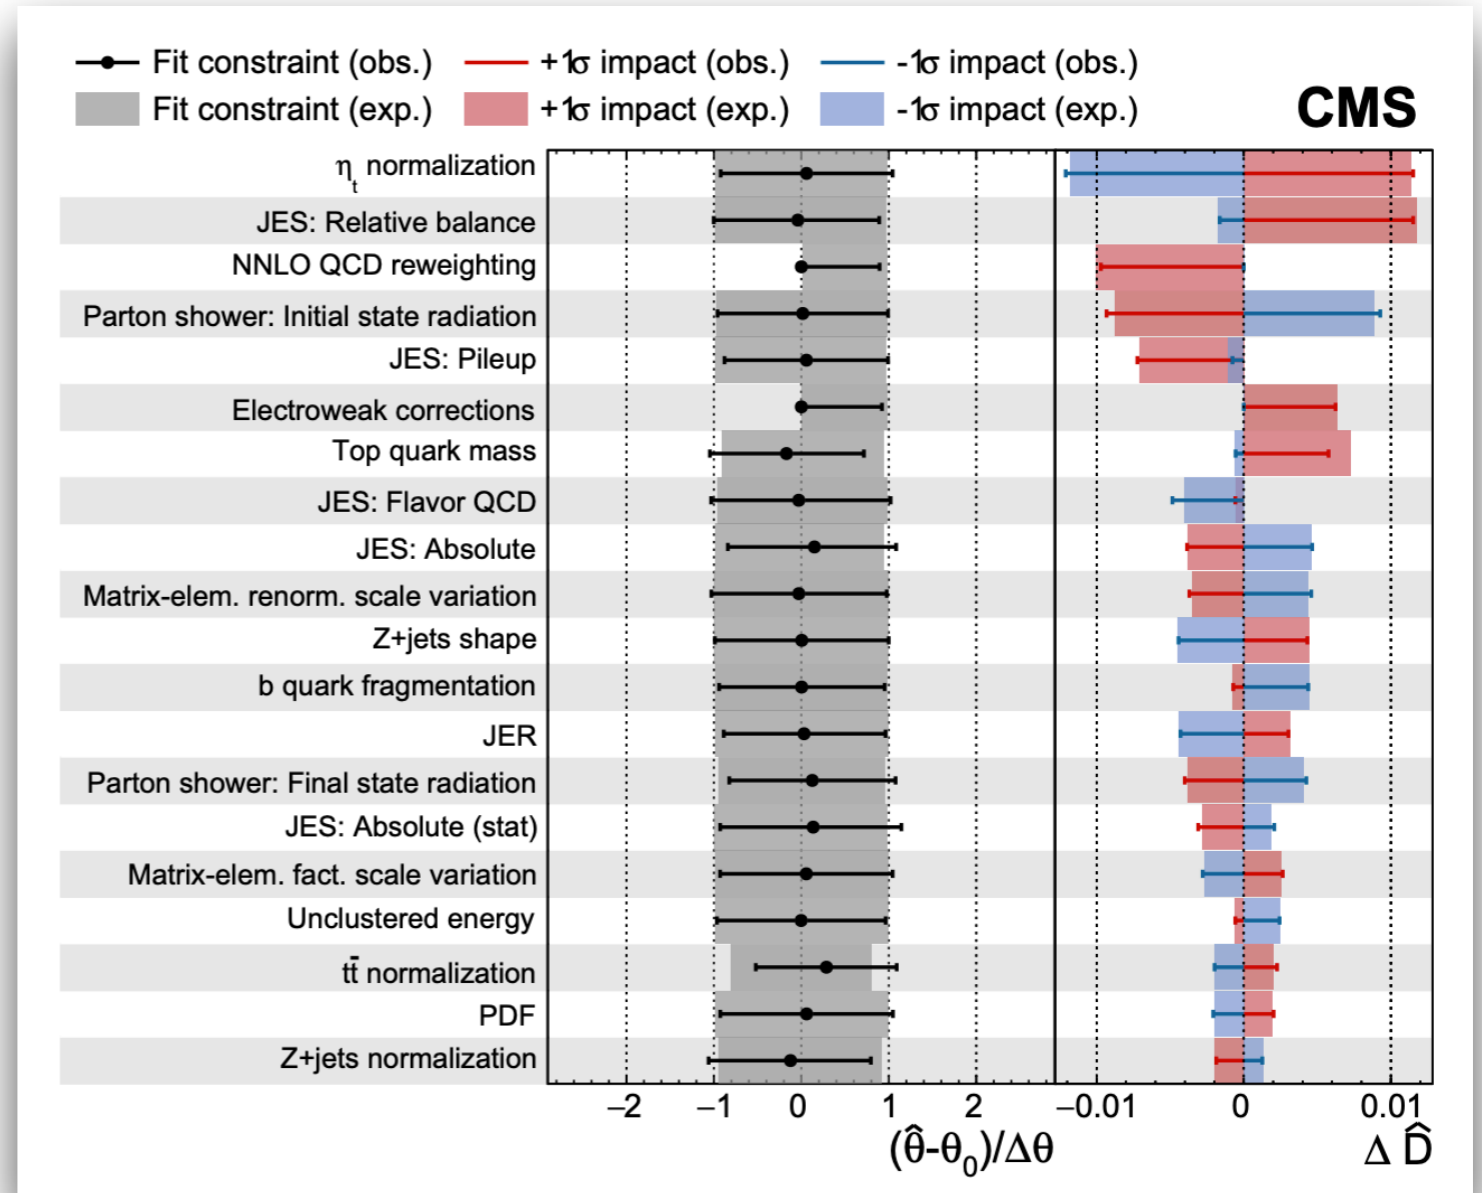 Fit constraint (obs.) +1σ impact (obs.) -1σ impact (obs.)
Fit constraint (exp.) +1σ impact (exp.) -1σ impact (exp.)
CMS
ηt normalization
JES: Relative balance
NNLO QCD reweighting
Parton shower: Initial state radiation
JES: Pileup
Electroweak corrections
Top quark mass
JES: Flavor QCD
JES: Absolute
Matrix-elem. renorm. scale variation
Z+jets shape
b quark fragmentation
JER
Parton shower: Final state radiation
JES: Absolute (stat)
Matrix-elem. fact. scale variation
Unclustered energy
tt̄ normalization
PDF
Z+jets normalization
−2 −1 0 1 2 −0.01 0 0.01
(θ̂-θ0)/Δθ Δ D̂